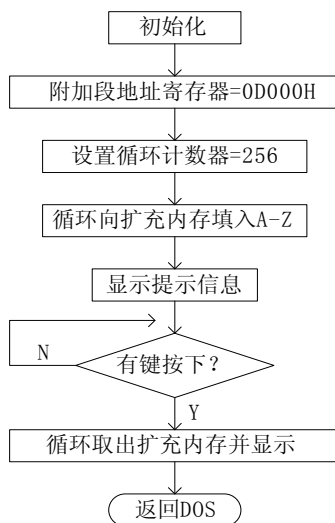 初始化
附加段地址寄存器=0D000H
设置循环计数器=256
循环向扩充内存填入A-Z
显示提示信息
N
有键按下?
Y
循环取出扩充内存并显示
返回DOS